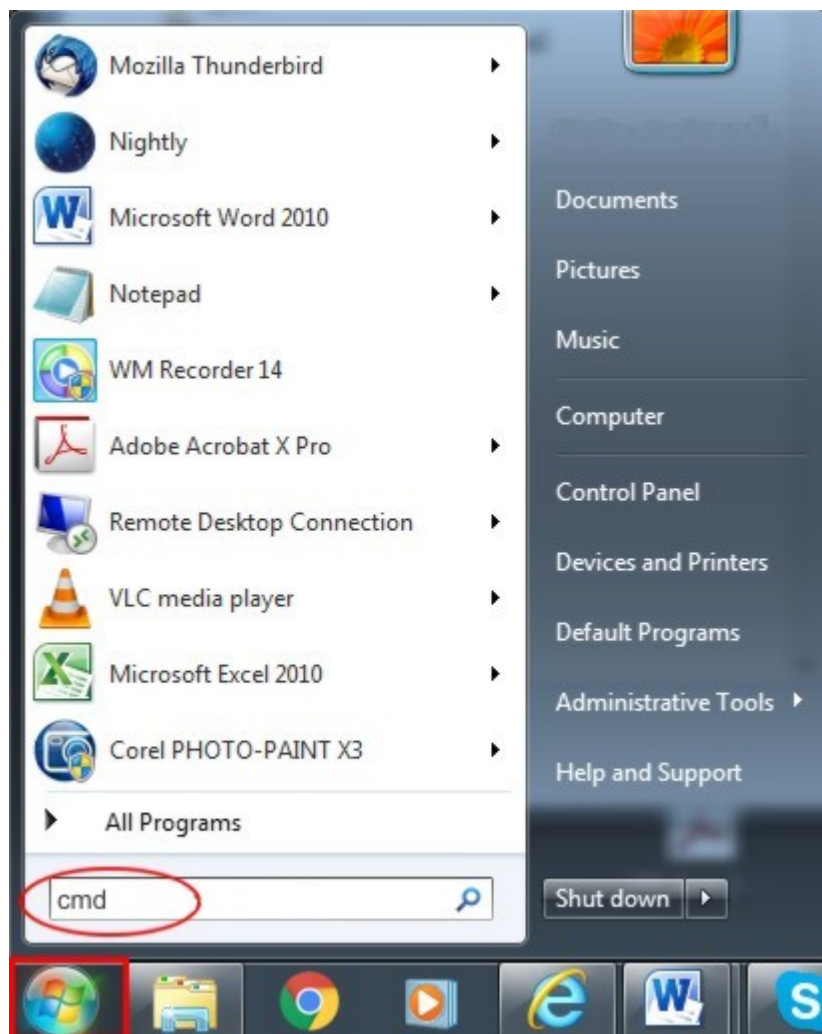 Mozilla Thunderbird
Nightly
Microsoft Word 2010
Notepad
WM Recorder 14
Adobe Acrobat X Pro
Remote Desktop Connection
VLC media player
Microsoft Excel 2010
Corel PHOTO-PAINT X3
All Programs
cmd
Documents
Pictures
Music
Computer
Control Panel
Devices and Printers
Default Programs
Administrative Tools
Help and Support
Shut down